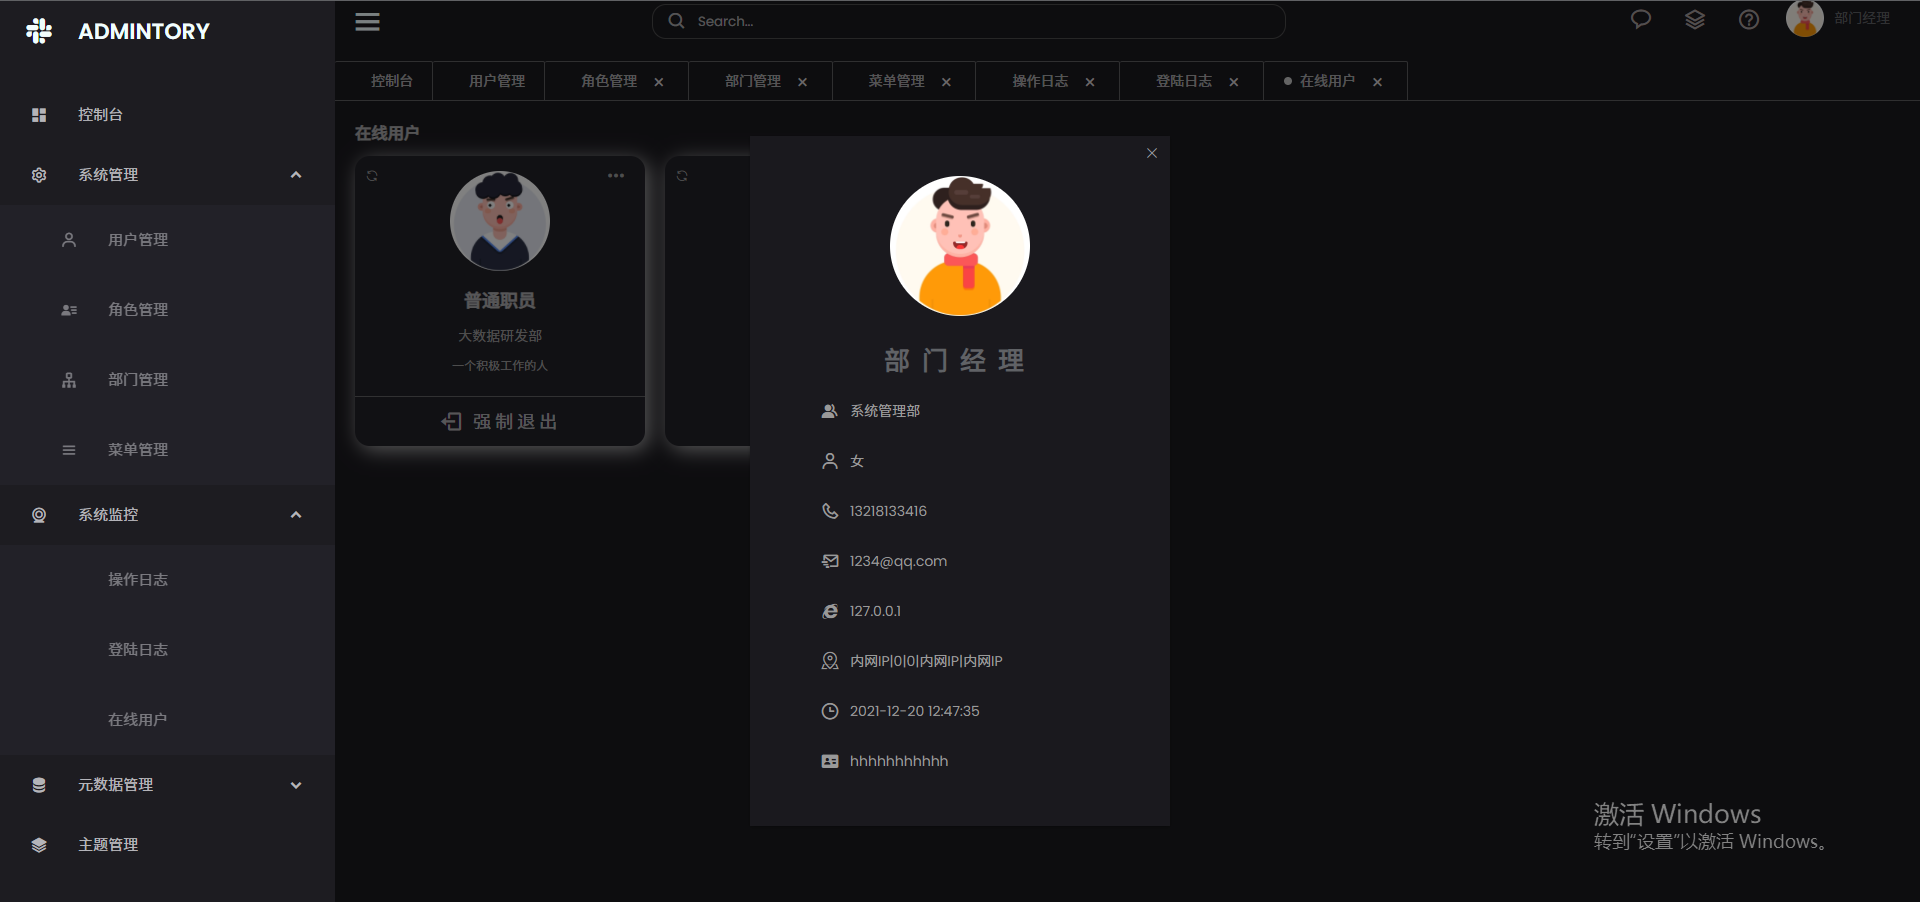 ADMINTORY
控制台
系统管理
用户管理
角色管理
部门管理
菜单管理
系统监控
操作日志
登陆日志
在线用户
元数据管理
主题管理
Search...
部门经理
控制台
用户管理
角色管理
部门管理
菜单管理
操作日志
登陆日志
在线用户
在线用户
普通职员
大数据研发部
一个积极工作的人
强制退出
部门经理
系统管理部
女
13218133416
1234@qq.com
127.0.0.1
内网IP|0|0|内网IP|内网IP
2021-12-20 12:47:35
hhhhhhhhhhh
激活 Windows
转到“设置”以激活 Windows。